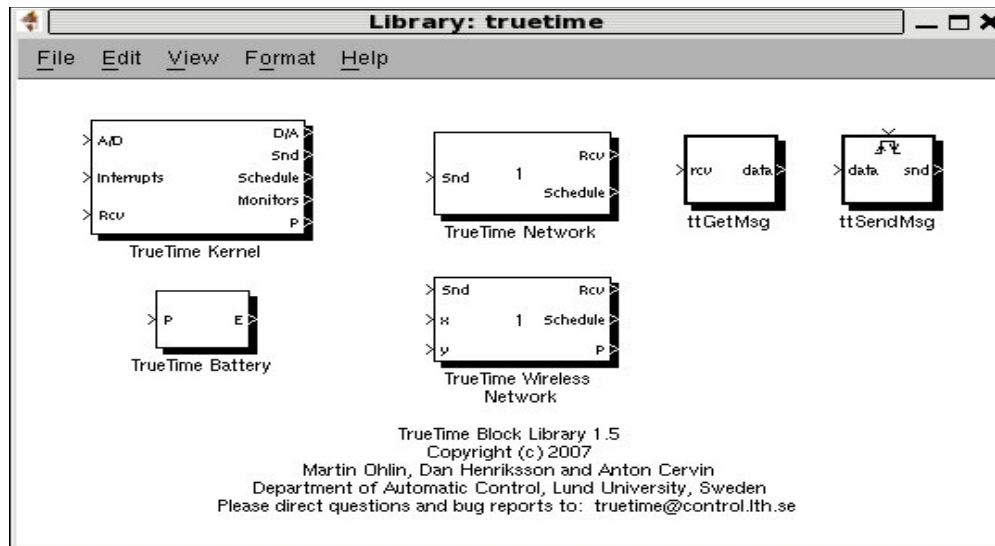 Library: truetime
File Edit View Format Help
A/D
Interrupts
Rcv
D/A
Snd
Schedule
Monitors
P
TrueTime Kernel
Snd
1
Rcv
Schedule
TrueTime Network
rcv data
ttGetMsg
data snd
ttSendMsg
P E
TrueTime Battery
Snd
x
y
1
Rcv
Schedule
P
TrueTime Wireless
Network
TrueTime Block Library 1.5
Copyright (c) 2007
Martin Ohlin, Dan Henriksson and Anton Cervin
Department of Automatic Control, Lund University, Sweden
Please direct questions and bug reports to: truetime@control.lth.se